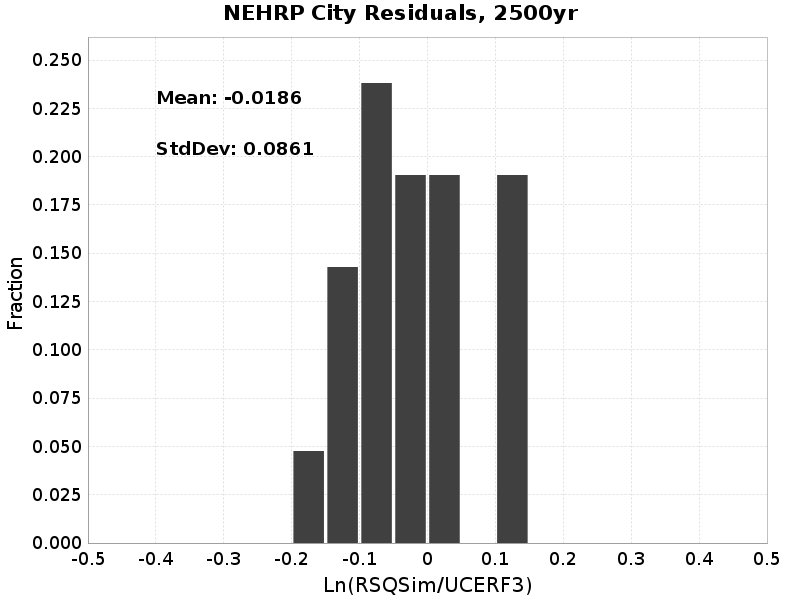 NEHRP City Residuals, 2500yr
0.250
Mean: -0.0186
0.225
StdDev: 0.0861
0.200
0.175
0.150
0.125
0.100
0.075
0.050
0.025
0.000
Fraction
-0.5 -0.4 -0.3 -0.2 -0.1 0 0.1 0.2 0.3 0.4 0.5
Ln(RSQSim/UCERF3)